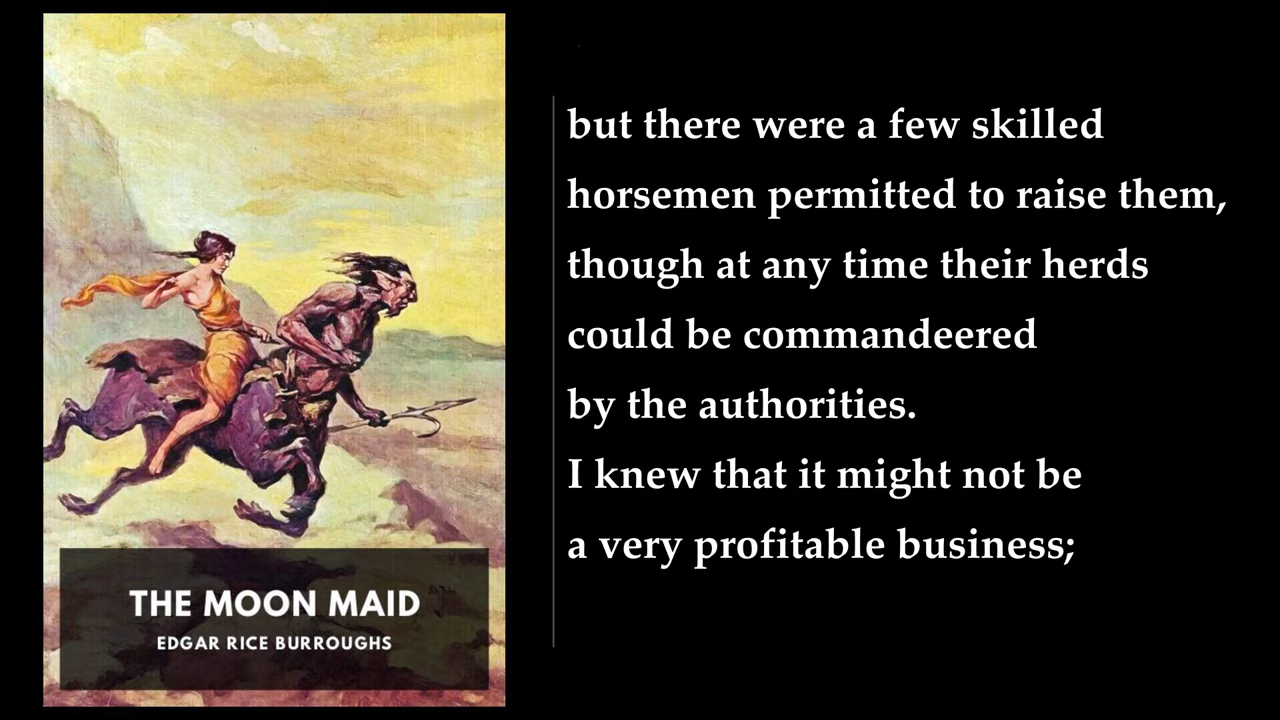 THE MOON MAID
EDGAR RICE BURROUGHS
but there were a few skilled
horsemen permitted to raise them,
though at any time their herds
could be commandeered
by the authorities.
I knew that it might not be
a very profitable business;